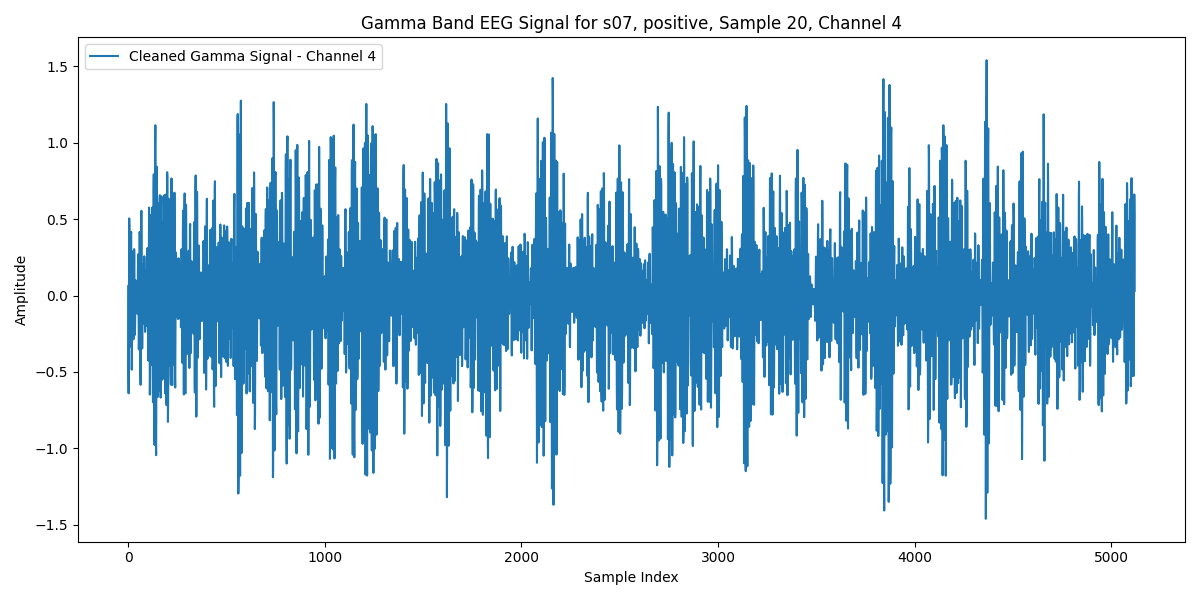 Gamma Band EEG Signal for s07, positive, Sample 20, Channel 4
Cleaned Gamma Signal - Channel 4
1.5
1.0
0.5
0.0
−0.5
−1.0
−1.5
Amplitude
0 1000 2000 3000 4000 5000
Sample Index